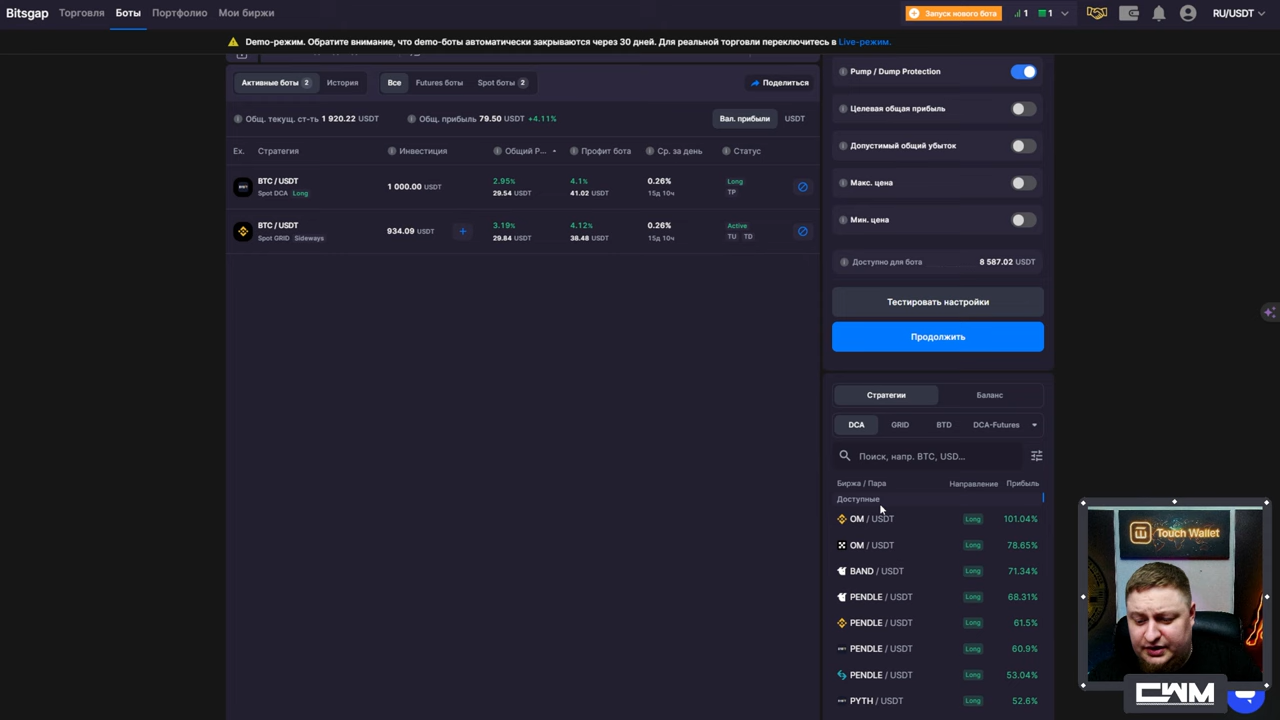 Bitsgap Торговля Боты Портфолио Мои биржи Запуск нового бота 1 1 RU/USDT
Demo-режим. Обратите внимание, что demo-боты автоматически закрываются через 30 дней. Для реальной торговли переключитесь в Live-режим.
Активные боты 2 История Все Futures боты Spot боты 2 Поделиться
Общ. текущ. ст-ть 1 920.22 USDT Общ. прибыль 79.50 USDT +4.11% Вал. прибыли USDT
Ex. Стратегия Инвестиция Общий P... Профит бота Ср. за день Статус
BTC / USDT 1 000.00 USDT 2.95% 4.1% 0.26% Long
Spot DCA Long 29.54 USDT 41.02 USDT 15д 10ч TP
BTC / USDT 934.09 USDT + 3.19% 4.12% 0.26% Active
Spot GRID Sideways 29.84 USDT 38.48 USDT 15д 10ч TU TD
Pump / Dump Protection
Целевая общая прибыль
Допустимый общий убыток
Макс. цена
Мин. цена
Доступно для бота 8 587.02 USDT
Тестировать настройки
Продолжить
Стратегии Баланс
DCA GRID BTD DCA-Futures
Поиск, напр. BTC, USD...
Биржа / Пара Направление Прибыль
Доступные
OM / USDT Long 101.04%
OM / USDT Long 78.65%
BAND / USDT Long 71.34%
PENDLE / USDT Long 68.31%
PENDLE / USDT Long 61.5%
PENDLE / USDT Long 60.9%
PENDLE / USDT Long 53.04%
PYTH / USDT Long 52.6%
Touch Wallet
CWM